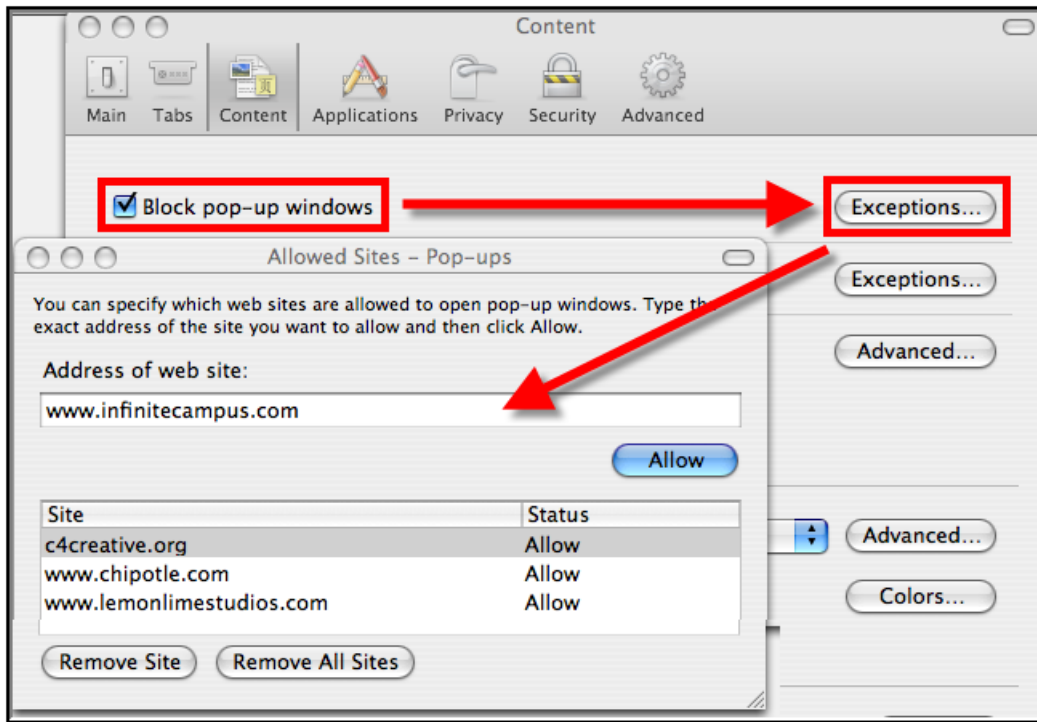 Content
Main Tabs Content Applications Privacy Security Advanced
Block pop-up windows
Exceptions...
Exceptions...
Advanced...
Advanced...
Colors...
Allowed Sites – Pop-ups
You can specify which web sites are allowed to open pop-up windows. Type the
exact address of the site you want to allow and then click Allow.
Address of web site:
www.infinitecampus.com
Allow
Site Status
c4creative.org Allow
www.chipotle.com Allow
www.lemonlimestudios.com Allow
Remove Site Remove All Sites